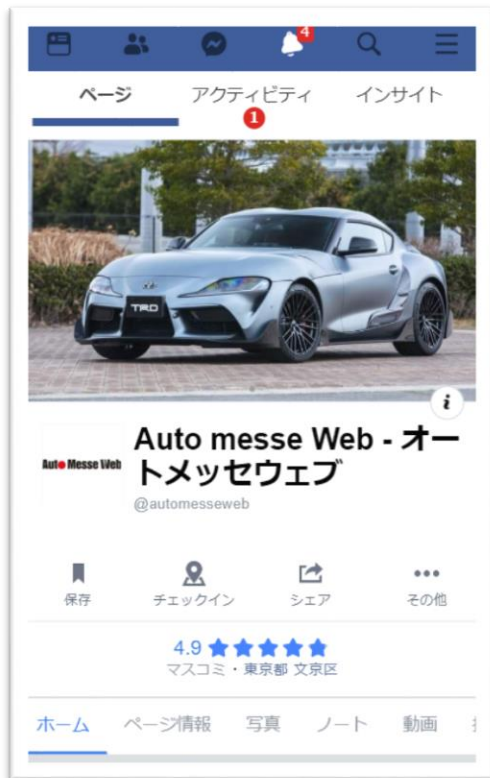 4
ページ アクティビティ インサイト
1
TRD
i
Auto Messe Web
Auto messe Web - オー
トメッセウェブ
@automesseweb
保存 チェックイン シェア その他
4.9
マスコミ・東京都 文京区
ホーム ページ情報 写真 ノート 動画